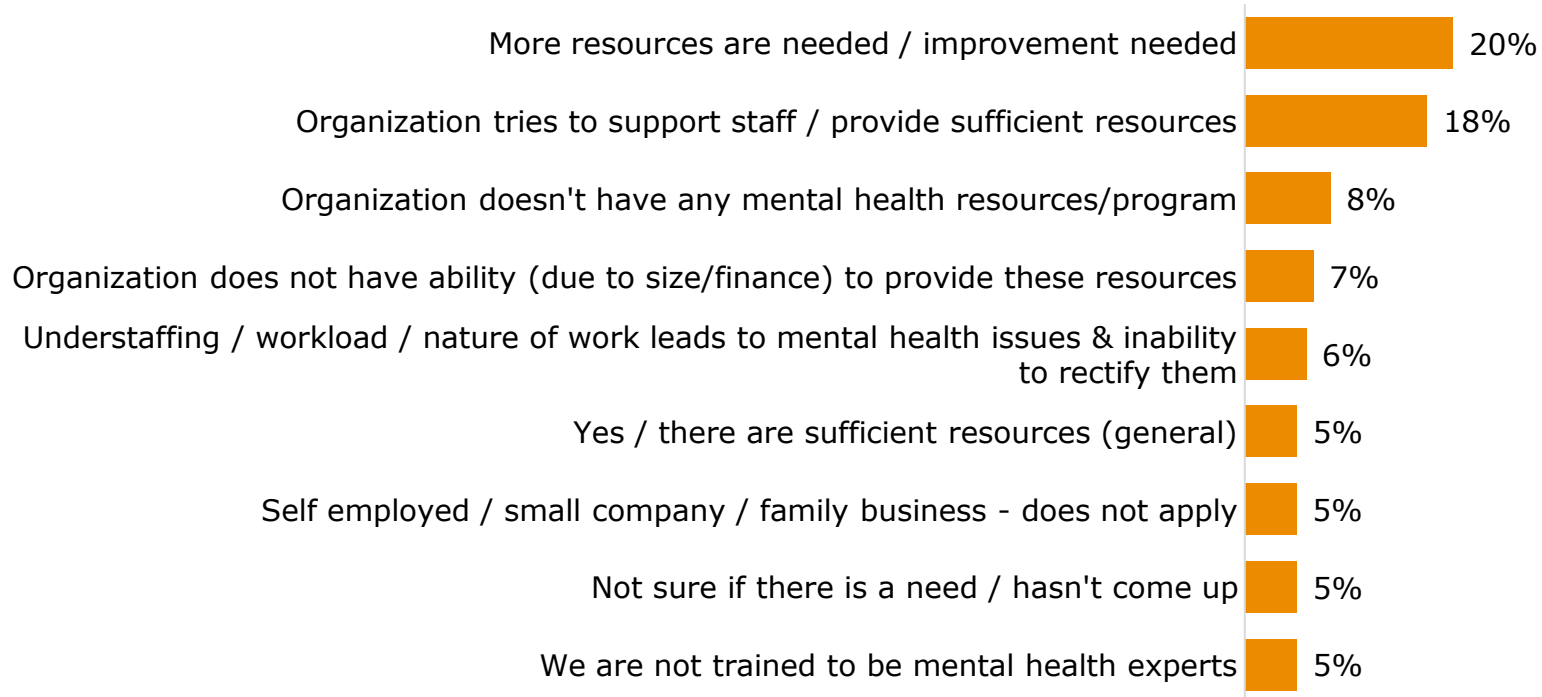 More resources are needed / improvement needed 20%
Organization tries to support staff / provide sufficient resources 18%
Organization doesn't have any mental health resources/program 8%
Organization does not have ability (due to size/finance) to provide these resources 7%
Understaffing / workload / nature of work leads to mental health issues & inability
to rectify them 6%
Yes / there are sufficient resources (general) 5%
Self employed / small company / family business - does not apply 5%
Not sure if there is a need / hasn't come up 5%
We are not trained to be mental health experts 5%